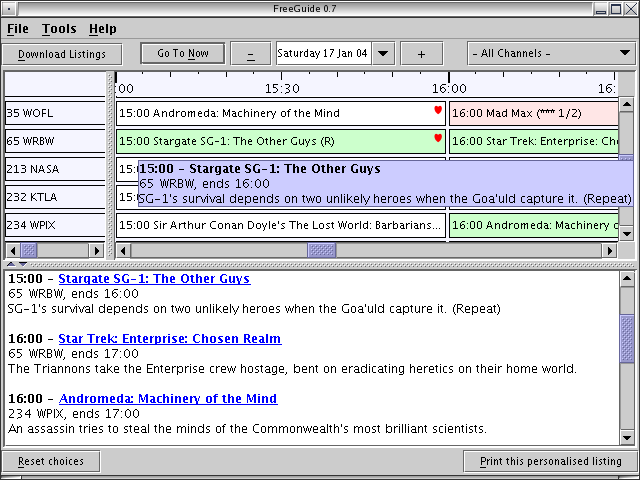 FreeGuide 0.7
File Tools Help
Download Listings Go To Now - Saturday 17 Jan 04 + - All Channels -
:00 15:30 16:00 16:
35 WOFL 15:00 Andromeda: Machinery of the Mind 16:00 Mad Max (*** 1/2)
65 WRBW 15:00 Stargate SG-1: The Other Guys (R) 16:00 Star Trek: Enterprise: Cho
213 NASA 15:0 15:00 - Stargate SG-1: The Other Guys
65 WRBW, ends 16:00
232 KTLA 15:0 SG-1's survival depends on two unlikely heroes when the Goa'uld capture it. (Repeat)
234 WPIX 15:00 Sir Arthur Conan Doyle's The Lost World: Barbarians... 16:00 Andromeda: Machinery o
15:00 - Stargate SG-1: The Other Guys
65 WRBW, ends 16:00
SG-1's survival depends on two unlikely heroes when the Goa'uld capture it. (Repeat)
16:00 - Star Trek: Enterprise: Chosen Realm
65 WRBW, ends 17:00
The Triannons take the Enterprise crew hostage, bent on eradicating heretics on their home world.
16:00 - Andromeda: Machinery of the Mind
234 WPIX, ends 17:00
An assassin tries to steal the minds of the Commonwealth's most brilliant scientists.
Reset choices Print this personalised listing